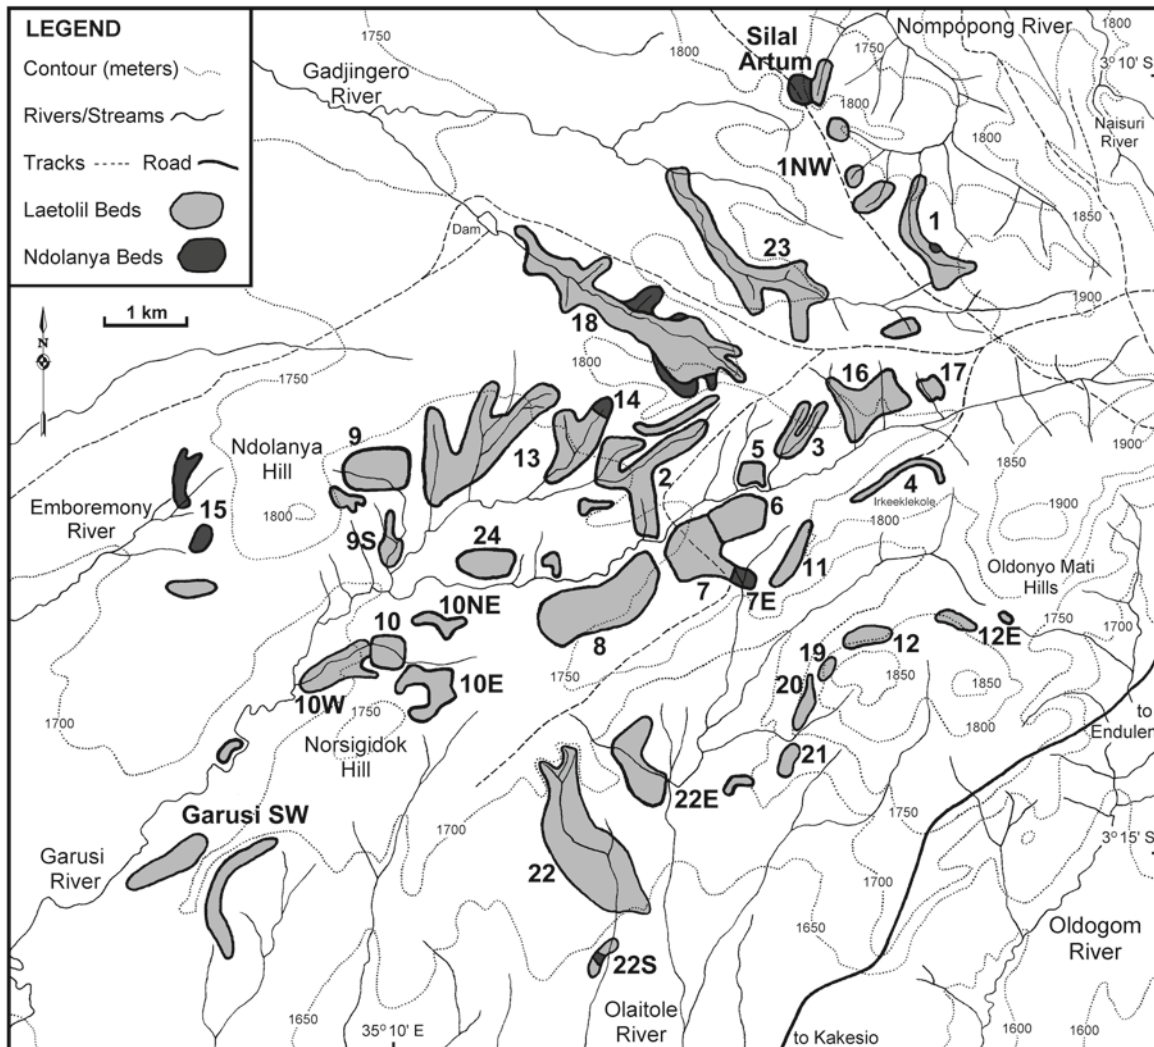 LEGEND
Contour (meters)
Rivers/Streams
Tracks Road
Laetolil Beds
Ndolanya Beds
1 km
N
1750
Gadjingero
River
1800
Silal
Artum
1750
Nompopong River
1800
3° 10' S
1800
1800
Naisuri
River
1NW
1
1850
Dam
23
1900
18
1750
1800
16
17
14
1900
Ndolanya
Hill
9
13
5
3
1850
2
4
Irkeeklekole
Emboremony
River
15
1800
6
1800
1900
9S
24
11
Oldonyo Mati
Hills
7
7E
10NE
1750
1700
10
8
12
12E
19
1750
1850
1850
10E
20
10W
1700
1750
to
Endulen
1800
Norsigidok
Hill
21
22E
1750
Garusi SW
1700
3° 15' S
Garusi
River
22
1700
1650
Oldogom
River
22S
1650
35° 10' E
Olaitole
River
to Kakesio
1600
1600